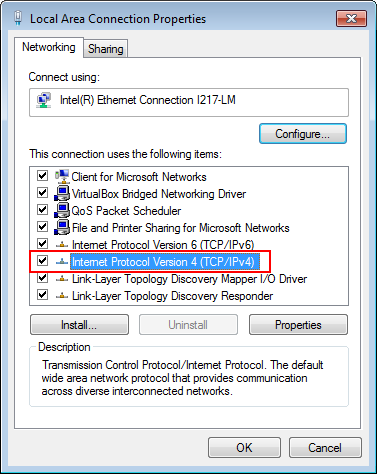 Local Area Connection Properties
Networking
Sharing
Connect using:
Intel(R) Ethernet Connection I217-LM
Configure...
This connection uses the following items:
Client for Microsoft Networks
VirtualBox Bridged Networking Driver
QoS Packet Scheduler
File and Printer Sharing for Microsoft Networks
Internet Protocol Version 6 (TCP/IPv6)
Internet Protocol Version 4 (TCP/IPv4)
Link-Layer Topology Discovery Mapper I/O Driver
Link-Layer Topology Discovery Responder
Install...
Uninstall
Properties
Description
Transmission Control Protocol/Internet Protocol. The default
wide area network protocol that provides communication
across diverse interconnected networks.
OK
Cancel